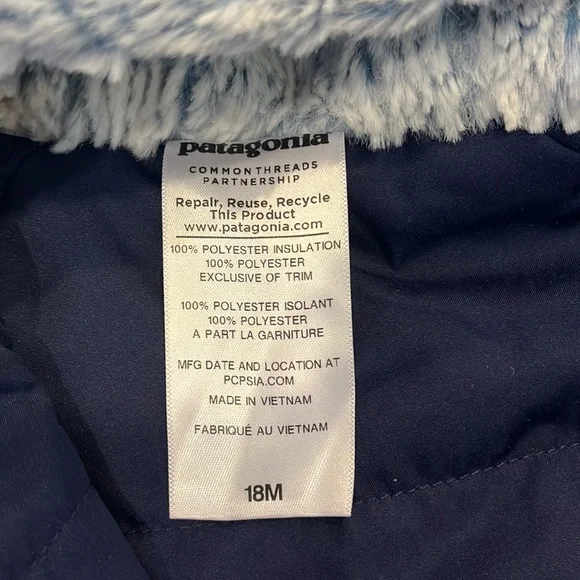 patagonia
COMMONTHREADS
PARTNERSHIP
Repair, Reuse, Recycle
This Product
www.patagonia.com
100% POLYESTER INSULATION
100% POLYESTER
EXCLUSIVE OF TRIM
100% POLYESTER ISOLANT
100% POLYESTER
A PART LA GARNITURE
MFG DATE AND LOCATION AT
PCPSIA.COM
MADE IN VIETNAM
FABRIQUÉ AU VIETNAM
18M